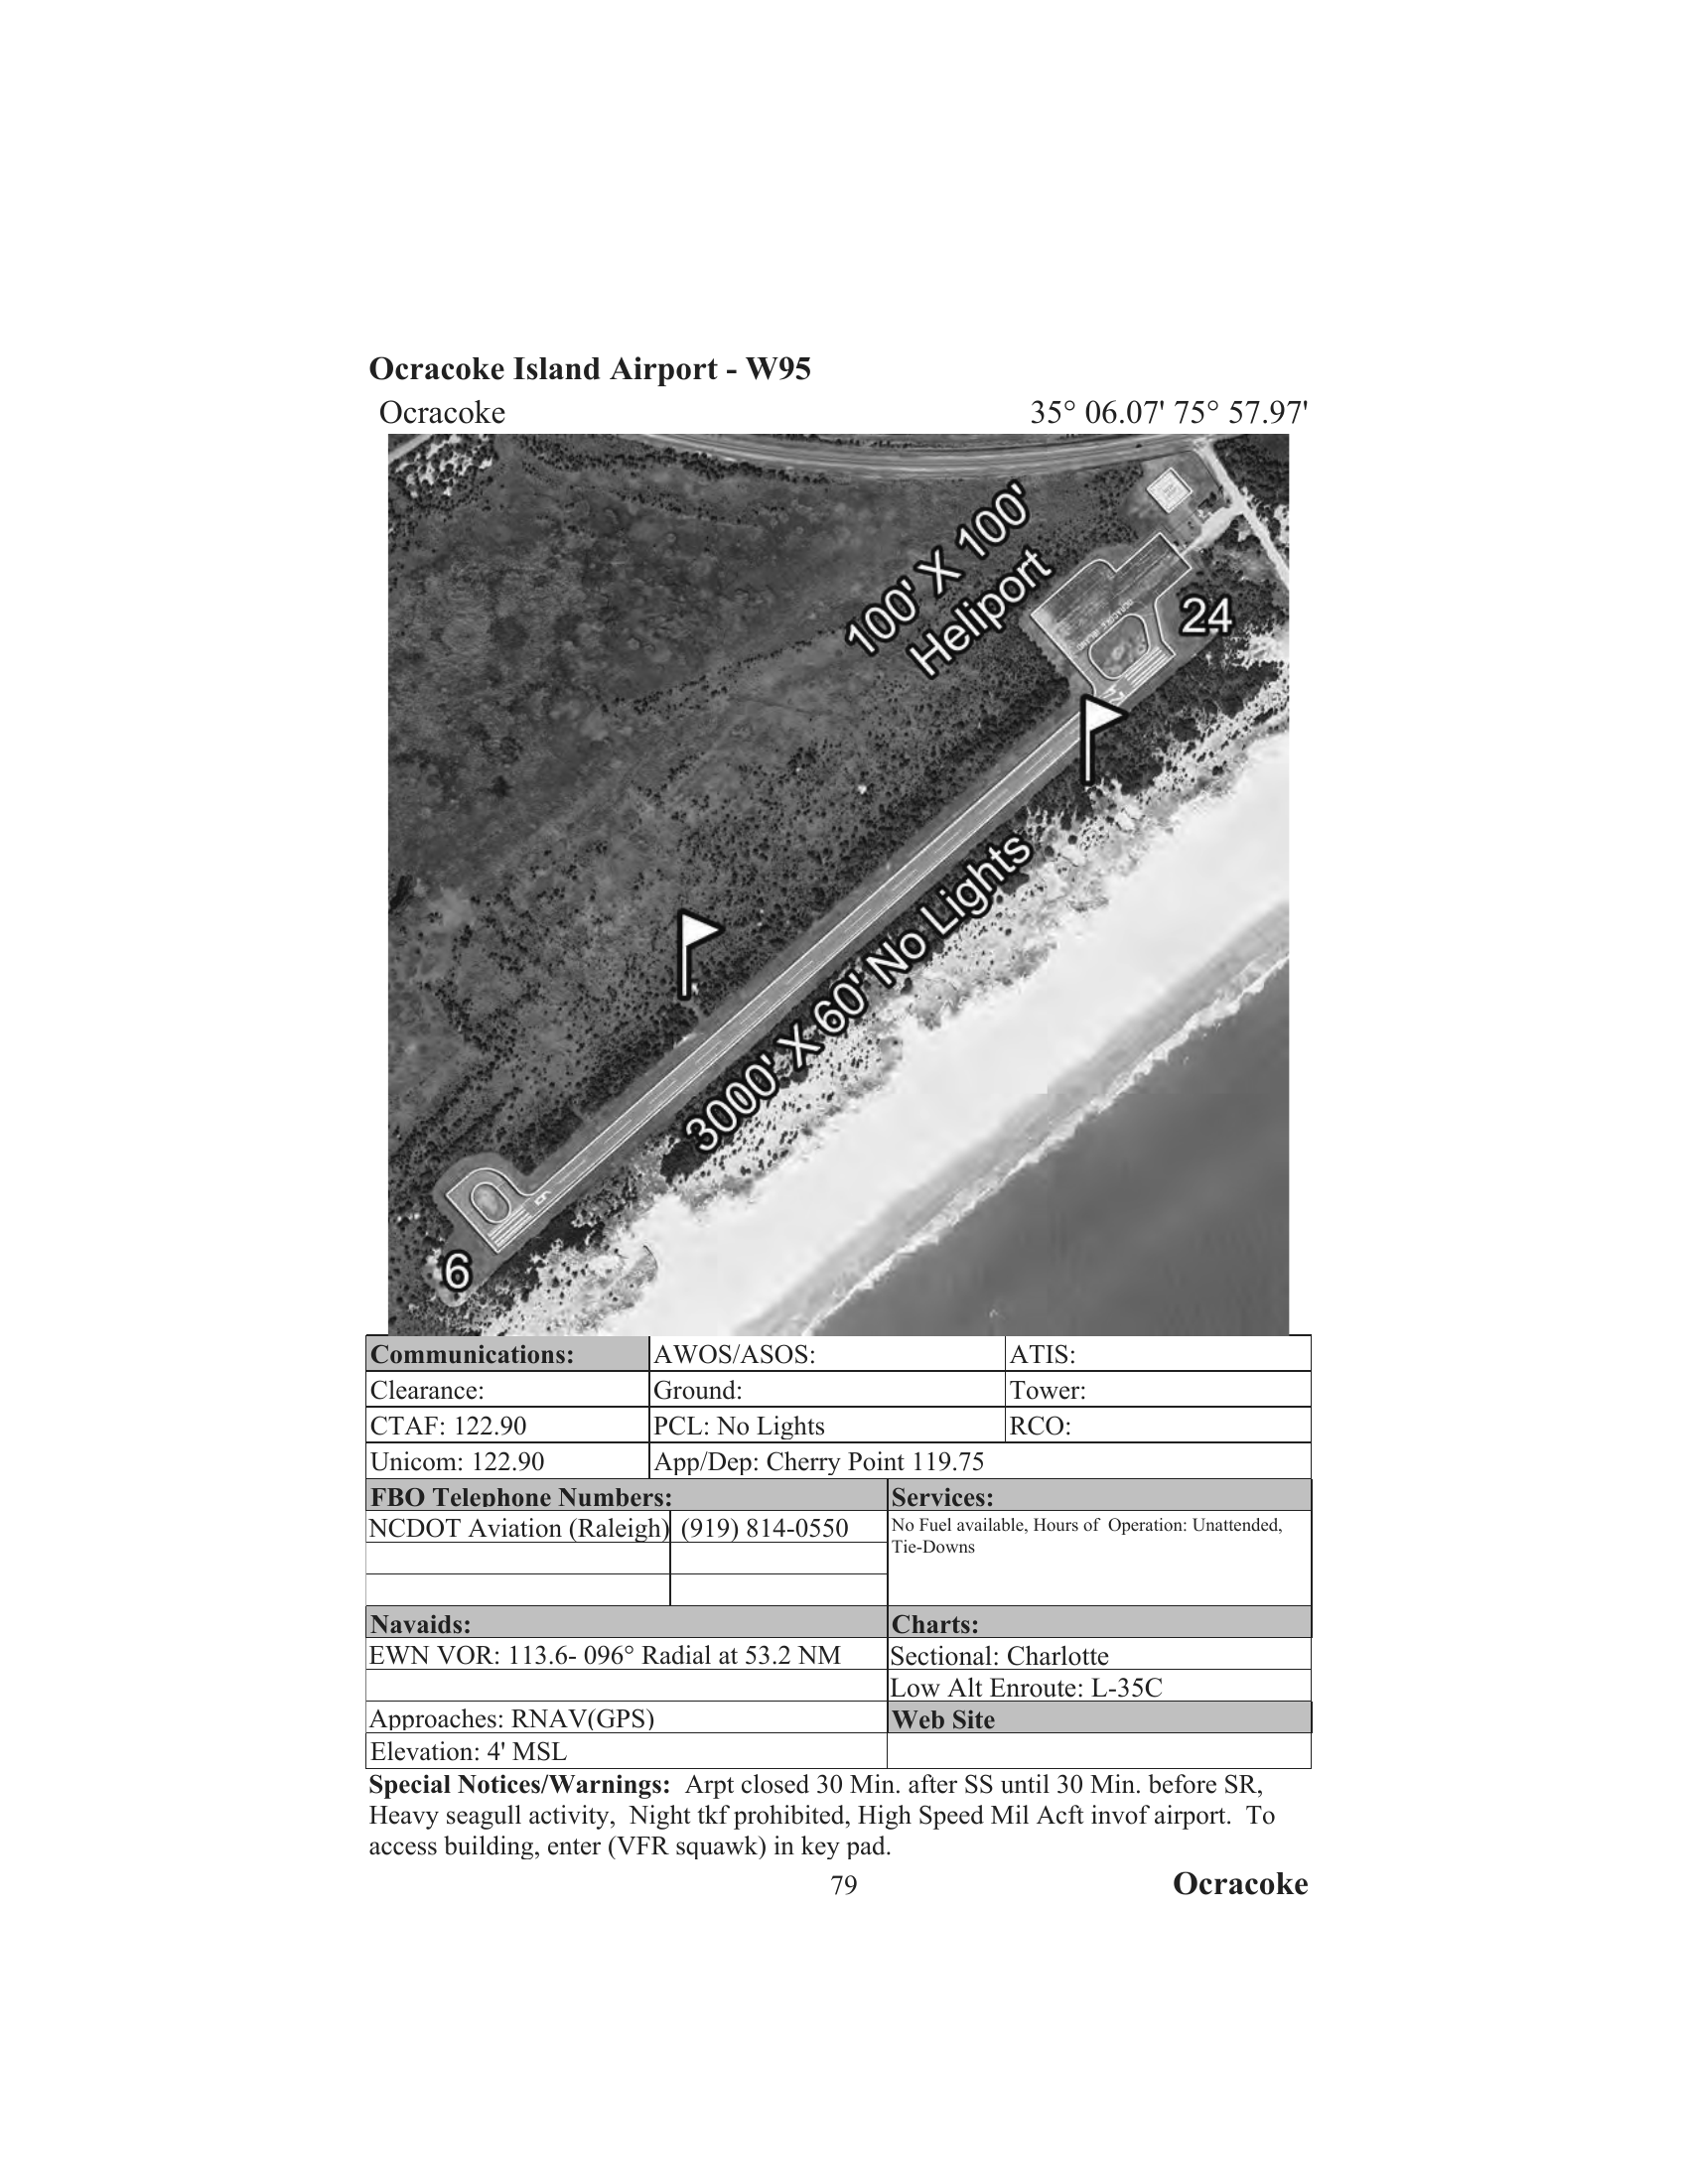 Ocracoke Island Airport - W95
Ocracoke 35° 06.07' 75° 57.97'
100' X 100'
Heliport
24
3000' X 60' No Lights
6
6
Communications: AWOS/ASOS: ATIS:
Clearance: Ground: Tower:
CTAF: 122.90 PCL: No Lights RCO:
Unicom: 122.90 App/Dep: Cherry Point 119.75
FBO Telephone Numbers: Services:
NCDOT Aviation (Raleigh) (919) 814-0550 No Fuel available, Hours of Operation: Unattended,
Tie-Downs
Navaids: Charts:
EWN VOR: 113.6- 096° Radial at 53.2 NM Sectional: Charlotte
Low Alt Enroute: L-35C
Approaches: RNAV(GPS) Web Site
Elevation: 4' MSL
Special Notices/Warnings: Arpt closed 30 Min. after SS until 30 Min. before SR,
Heavy seagull activity, Night tkf prohibited, High Speed Mil Acft invof airport. To
access building, enter (VFR squawk) in key pad.
79 Ocracoke